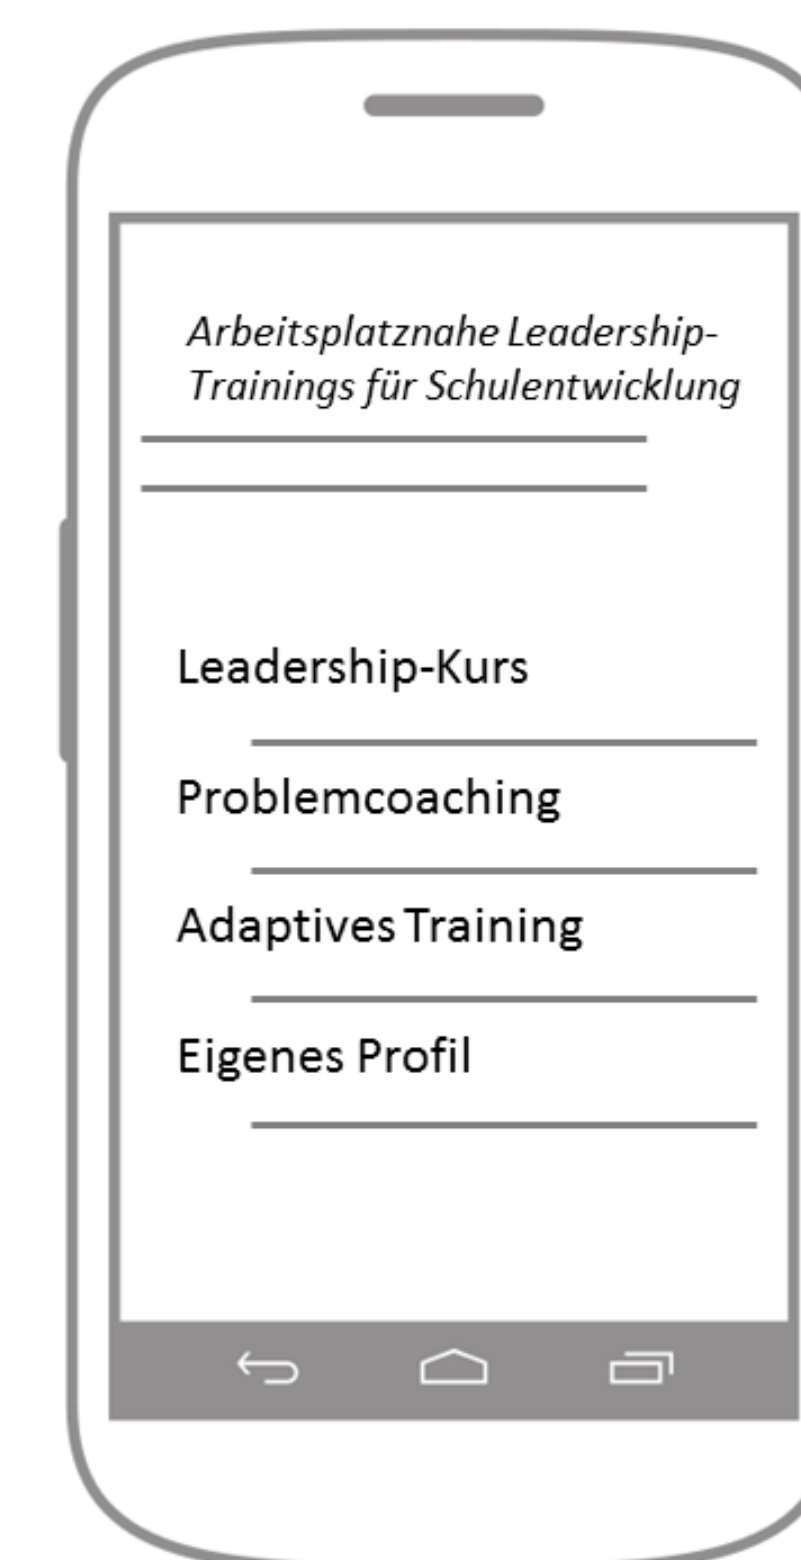 Arbeitsplatznahe Leadership-
Trainings für Schulentwicklung
Leadership-Kurs
Problemcoaching
Adaptives Training
Eigenes Profil